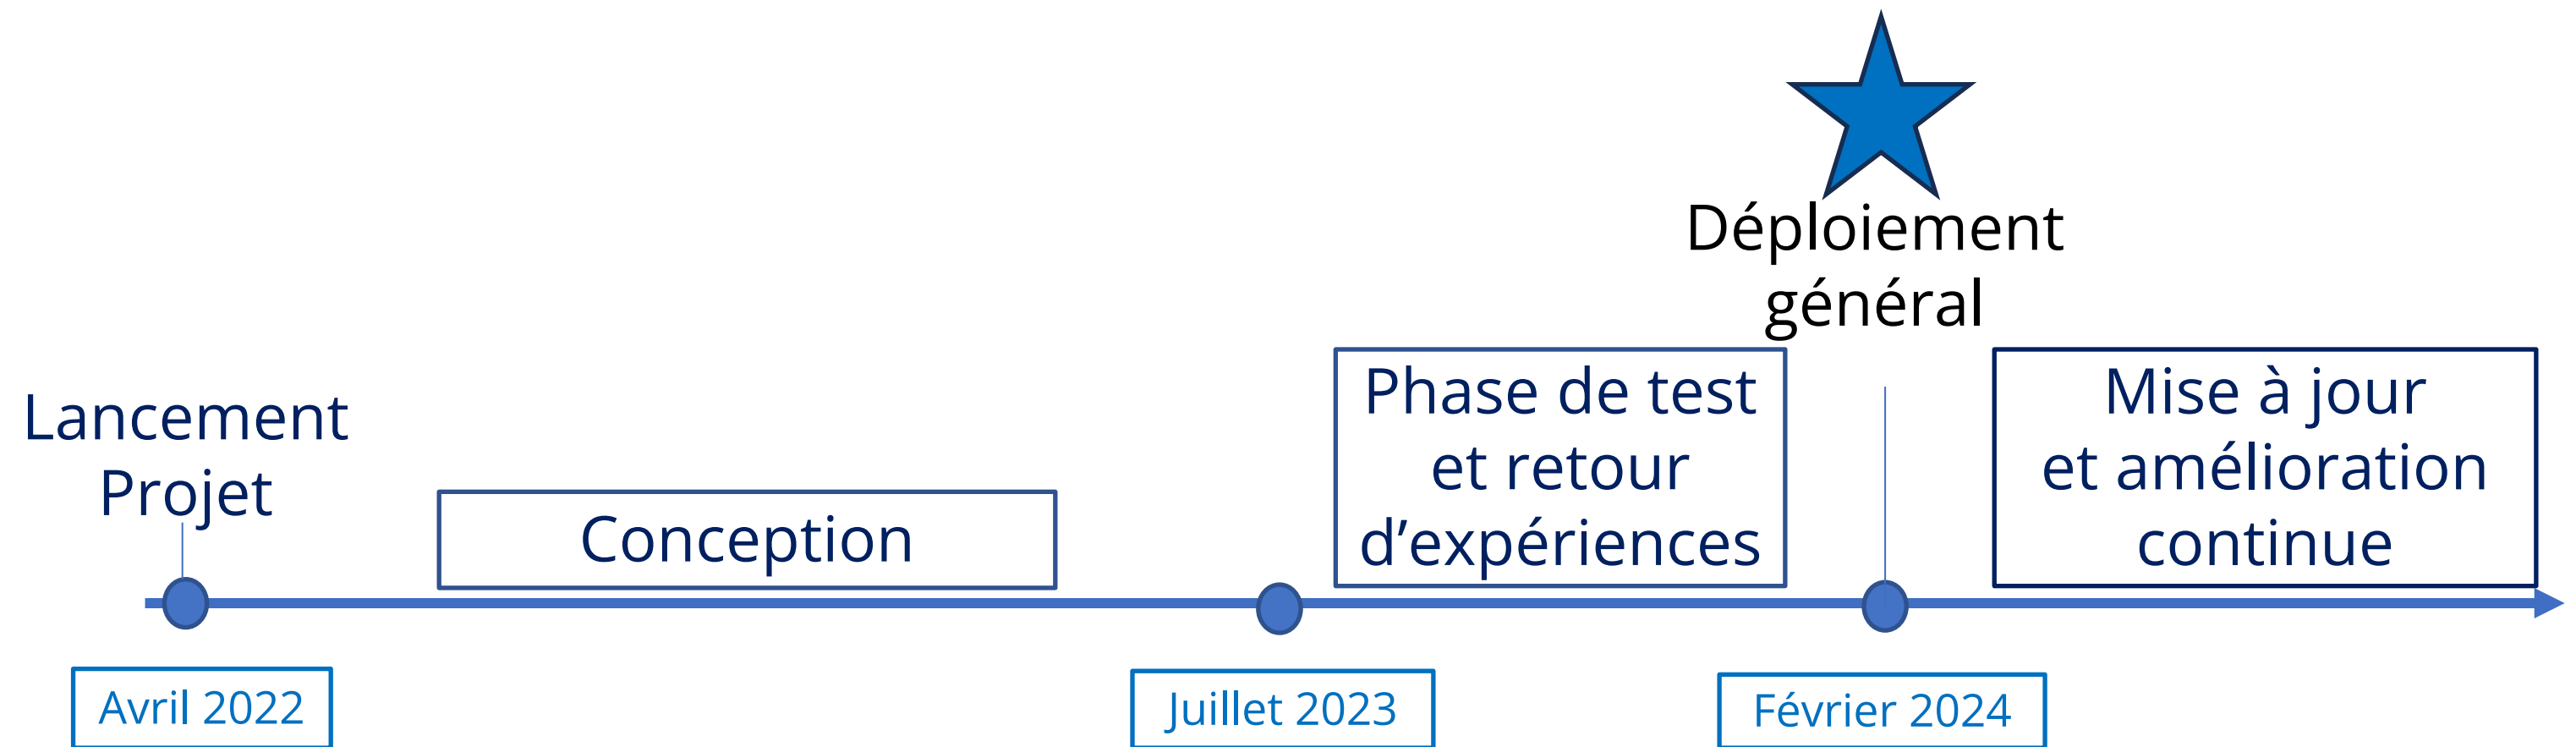 Déploiement
général
Lancement
Projet
Conception
Phase de test
et retour
d’expériences
Mise à jour
et amélioration
continue
Avril 2022
Juillet 2023
Février 2024